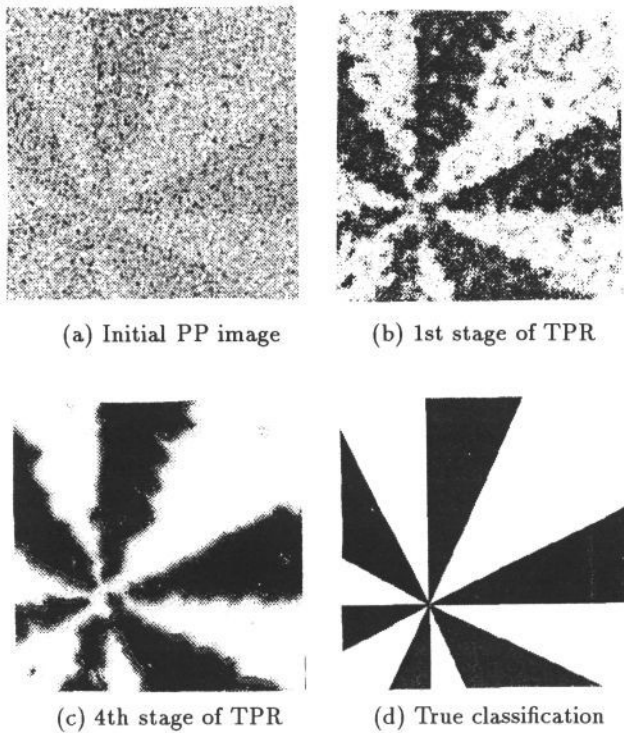 (a) Initial PP image
(b) 1st stage of TPR
(c) 4th stage of TPR
(d) True classification